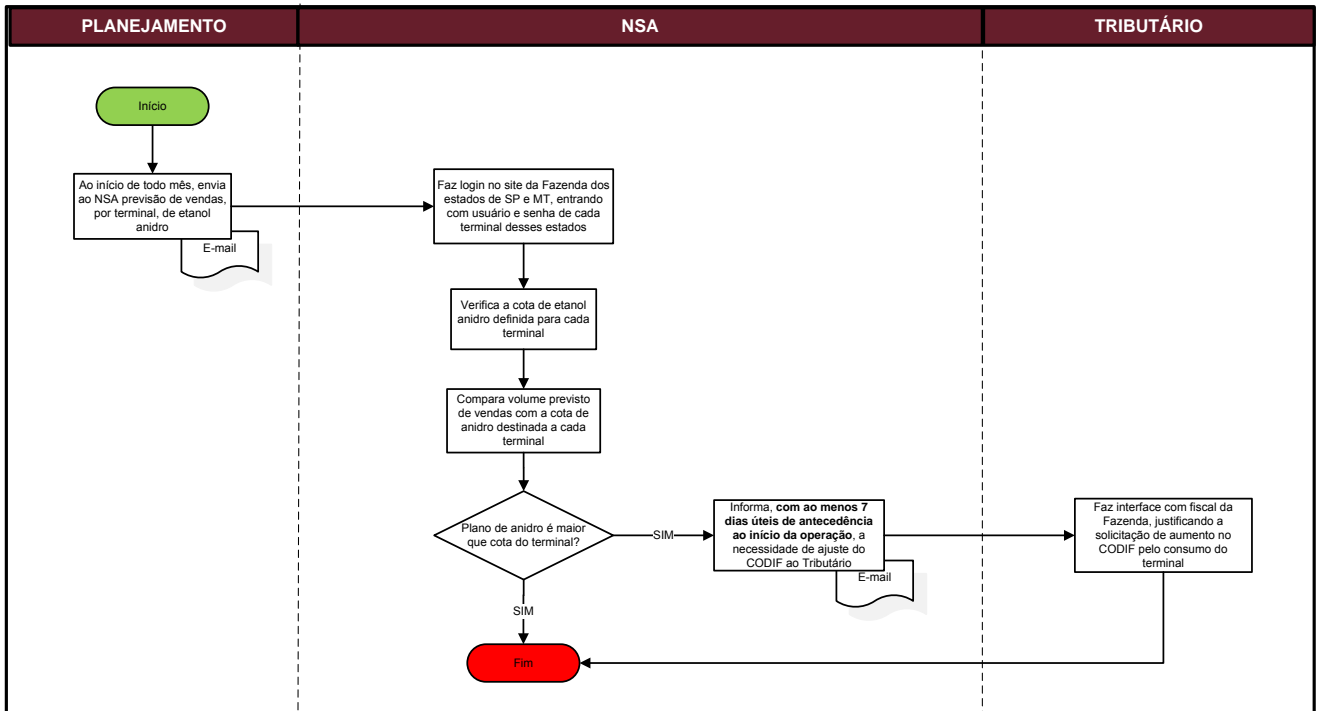 PLANEJAMENTO
NSA
TRIBUTÁRIO
Início
Ao início de todo mês, envia
ao NSA previsão de vendas,
por terminal, de etanol
anidro
E-mail
Faz login no site da Fazenda dos
estados de SP e MT, entrando
com usuário e senha de cada
terminal desses estados
Verifica a cota de etanol
anidro definida para cada
terminal
Compara volume previsto
de vendas com a cota de
anidro destinada a cada
terminal
Plano de anidro é maior
que cota do terminal?
SIM
Informa, com ao menos 7
dias úteis de antecedência
ao início da operação, a
necessidade de ajuste do
CODIF ao Tributário
E-mail
Faz interface com fiscal da
Fazenda, justificando a
solicitação de aumento no
CODIF pelo consumo do
terminal
SIM
Fim